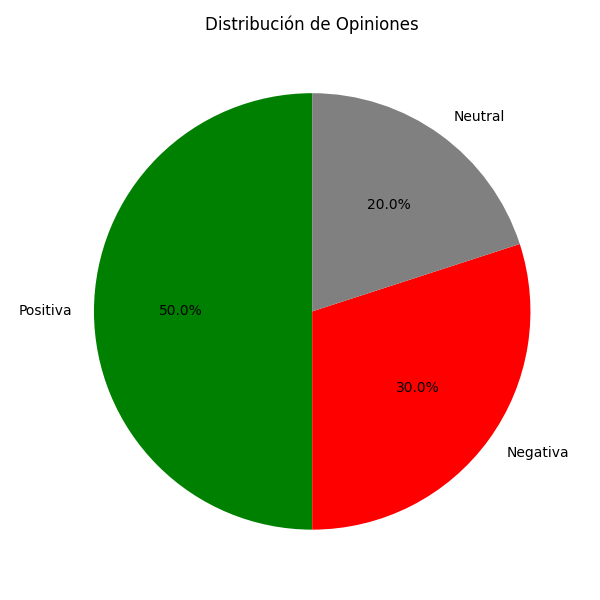 Distribución de Opiniones
Neutral
20.0%
Positiva
50.0%
30.0%
Negativa